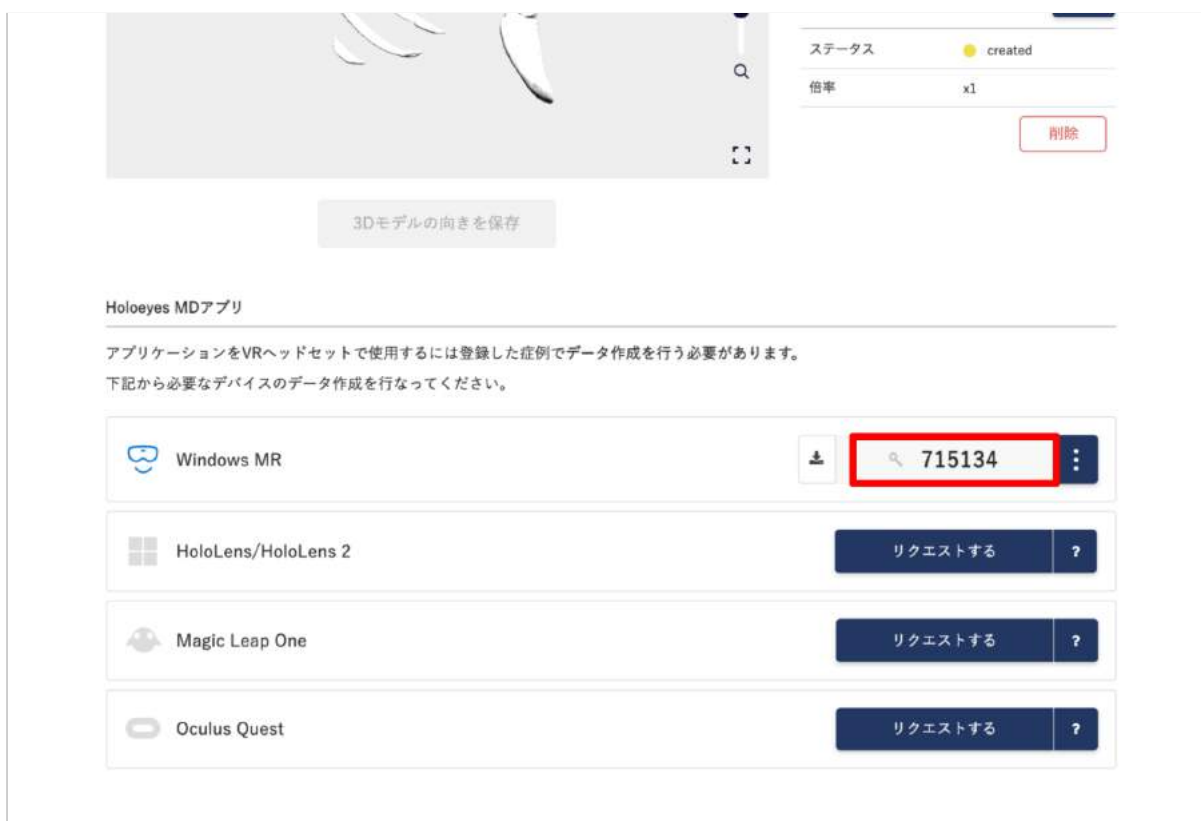 ステータス created
倍率 x1
削除
3Dモデルの向きを保存
Holoeyes MDアプリ
アプリケーションをVRヘッドセットで使用するには登録した症例でデータ作成を行う必要があります。
下記から必要なデバイスのデータ作成を行なってください。
Windows MR 715134
HoloLens/HoloLens 2 リクエストする ?
Magic Leap One リクエストする ?
Oculus Quest リクエストする ?